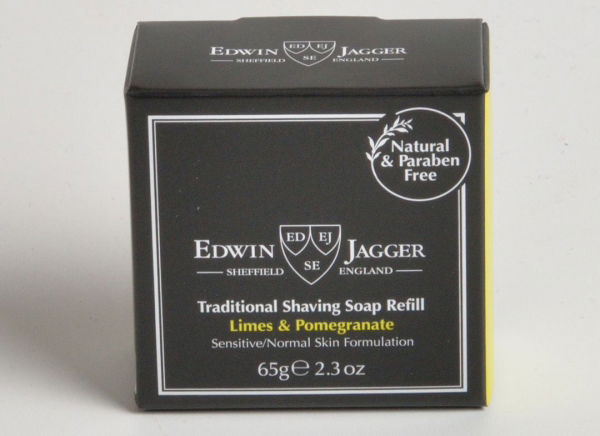 EDWIN ED EJ JAGGER
SHEFFIELD SE ENGLAND
Natural
& Paraben
Free
EDWIN ED EJ JAGGER
SHEFFIELD SE ENGLAND
Traditional Shaving Soap Refill
Limes & Pomegranate
Sensitive/Normal Skin Formulation
65g℮ 2.3 oz